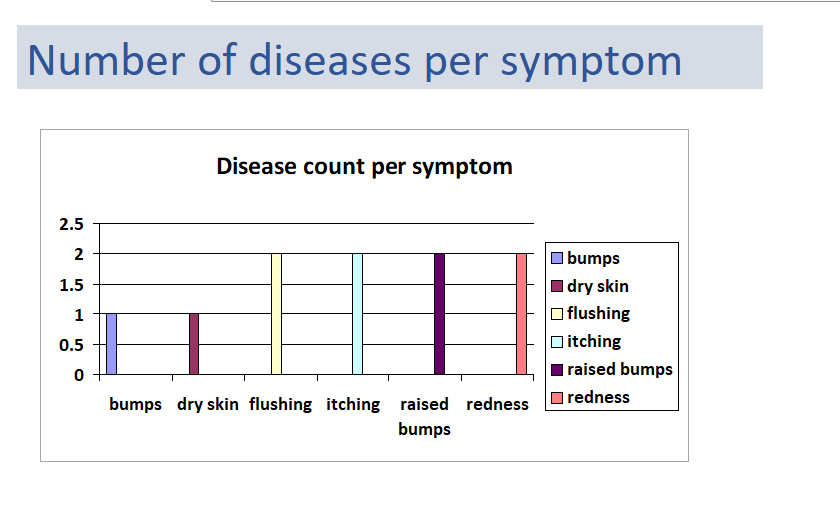 Number of diseases per symptom
Disease count per symptom
2.5
2
1.5
1
0.5
0
bumps dry skin flushing itching raised bumps redness
bumps
dry skin
flushing
itching
raised bumps
redness